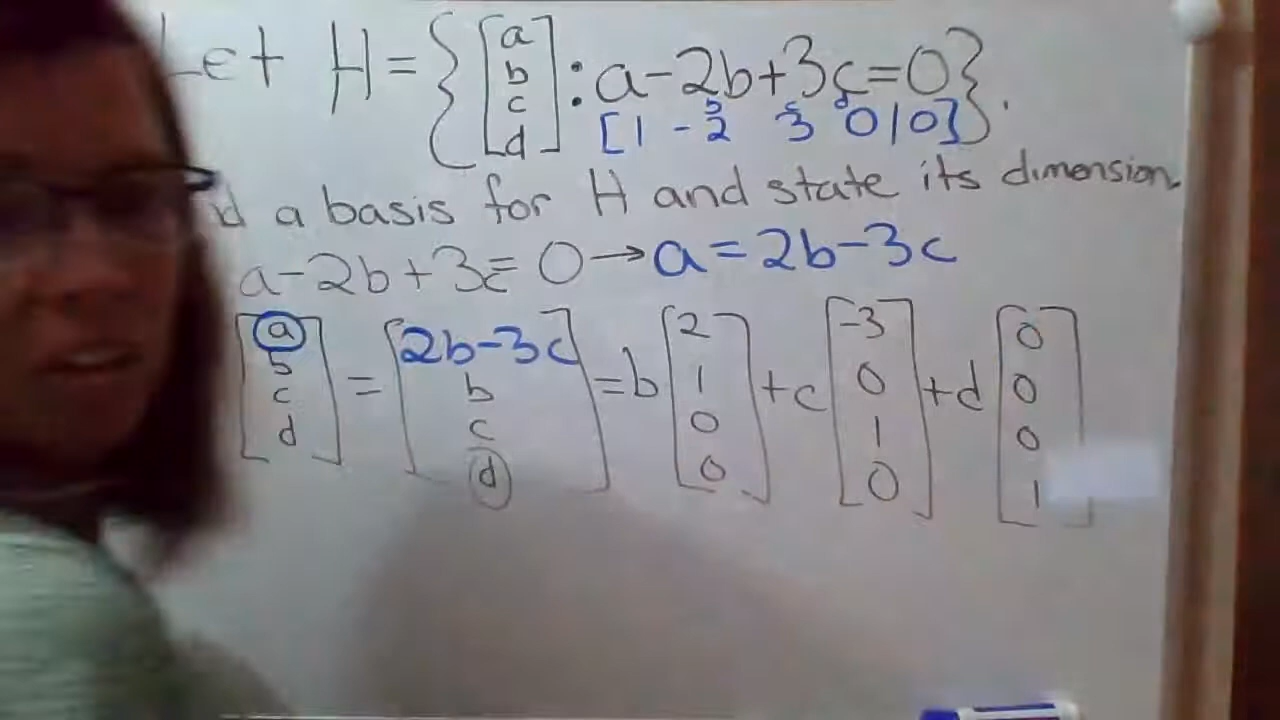 Let H = { [a b c d] : a-2b+3c=0}.
[1 -2 3 0|0]
d a basis for H and state its dimension.
a-2b+3c=0→a=2b-3c
[a b c d] = [2b-3c b c d] =b [2 1 0 0] +c [-3 0 1 0] +d [0 0 0 1]